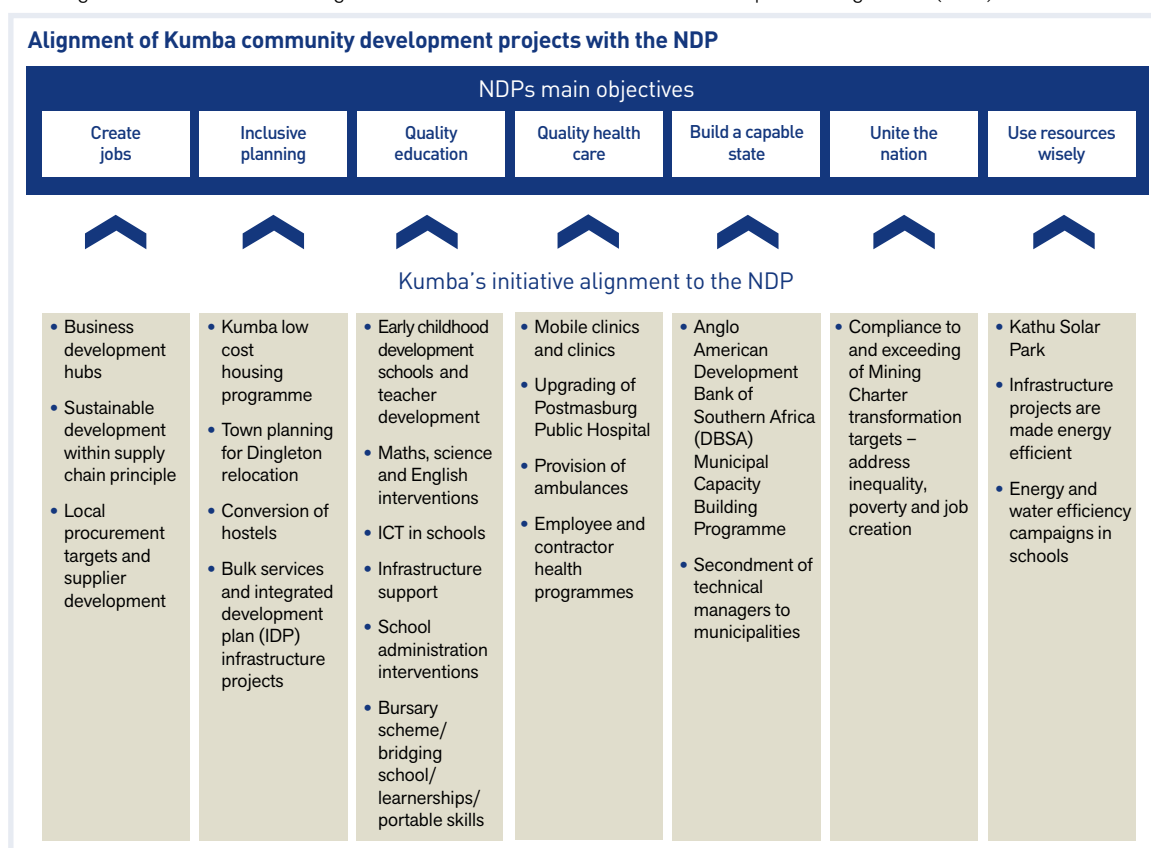 Alignment of Kumba community development projects with the NDP
NDPs main objectives
Create
jobs
Inclusive
planning
Quality
education
Quality health
care
Build a capable
state
Unite the
nation
Use resources
wisely
Kumba's initiative alignment to the NDP
• Business
development
hubs
• Sustainable
development
within supply
chain principle
• Local
procurement
targets and
supplier
development
• Kumba low
cost
housing
programme
• Town planning
for Dingleton
relocation
• Conversion of
hostels
• Bulk services
and integrated
development
plan (IDP)
infrastructure
projects
• Early childhood
development
schools and
teacher
development
• Maths, science
and English
interventions
• ICT in schools
• Infrastructure
support
• School
administration
interventions
• Bursary
scheme/
bridging
school/
learnerships/
portable skills
• Mobile clinics
and clinics
• Upgrading of
Postmasburg
Public Hospital
• Provision of
ambulances
• Employee and
contractor
health
programmes
• Anglo
American
Development
Bank of
Southern Africa
(DBSA)
Municipal
Capacity
Building
Programme
• Secondment of
technical
managers to
municipalities
• Compliance to
and exceeding
of Mining
Charter
transformation
targets –
address
inequality,
poverty and job
creation
• Kathu Solar
Park
• Infrastructure
projects are
made energy
efficient
• Energy and
water efficiency
campaigns in
schools